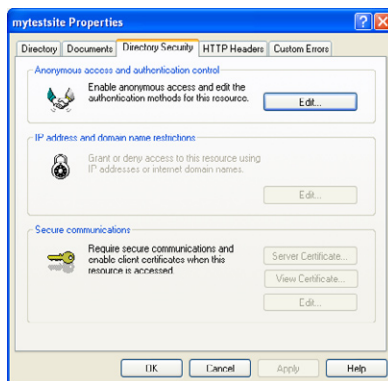 mytestsite Properties
Directory Documents Directory Security HTTP Headers Custom Errors
Anonymous access and authentication control
Enable anonymous access and edit the
authentication methods for this resource.
Edit...
IP address and domain name restrictions
Grant or deny access to this resource using
IP addresses or internet domain names.
Edit...
Secure communications
Require secure communications and
enable client certificates when this
resource is accessed.
Server Certificate...
View Certificate...
Edit...
OK Cancel Apply Help